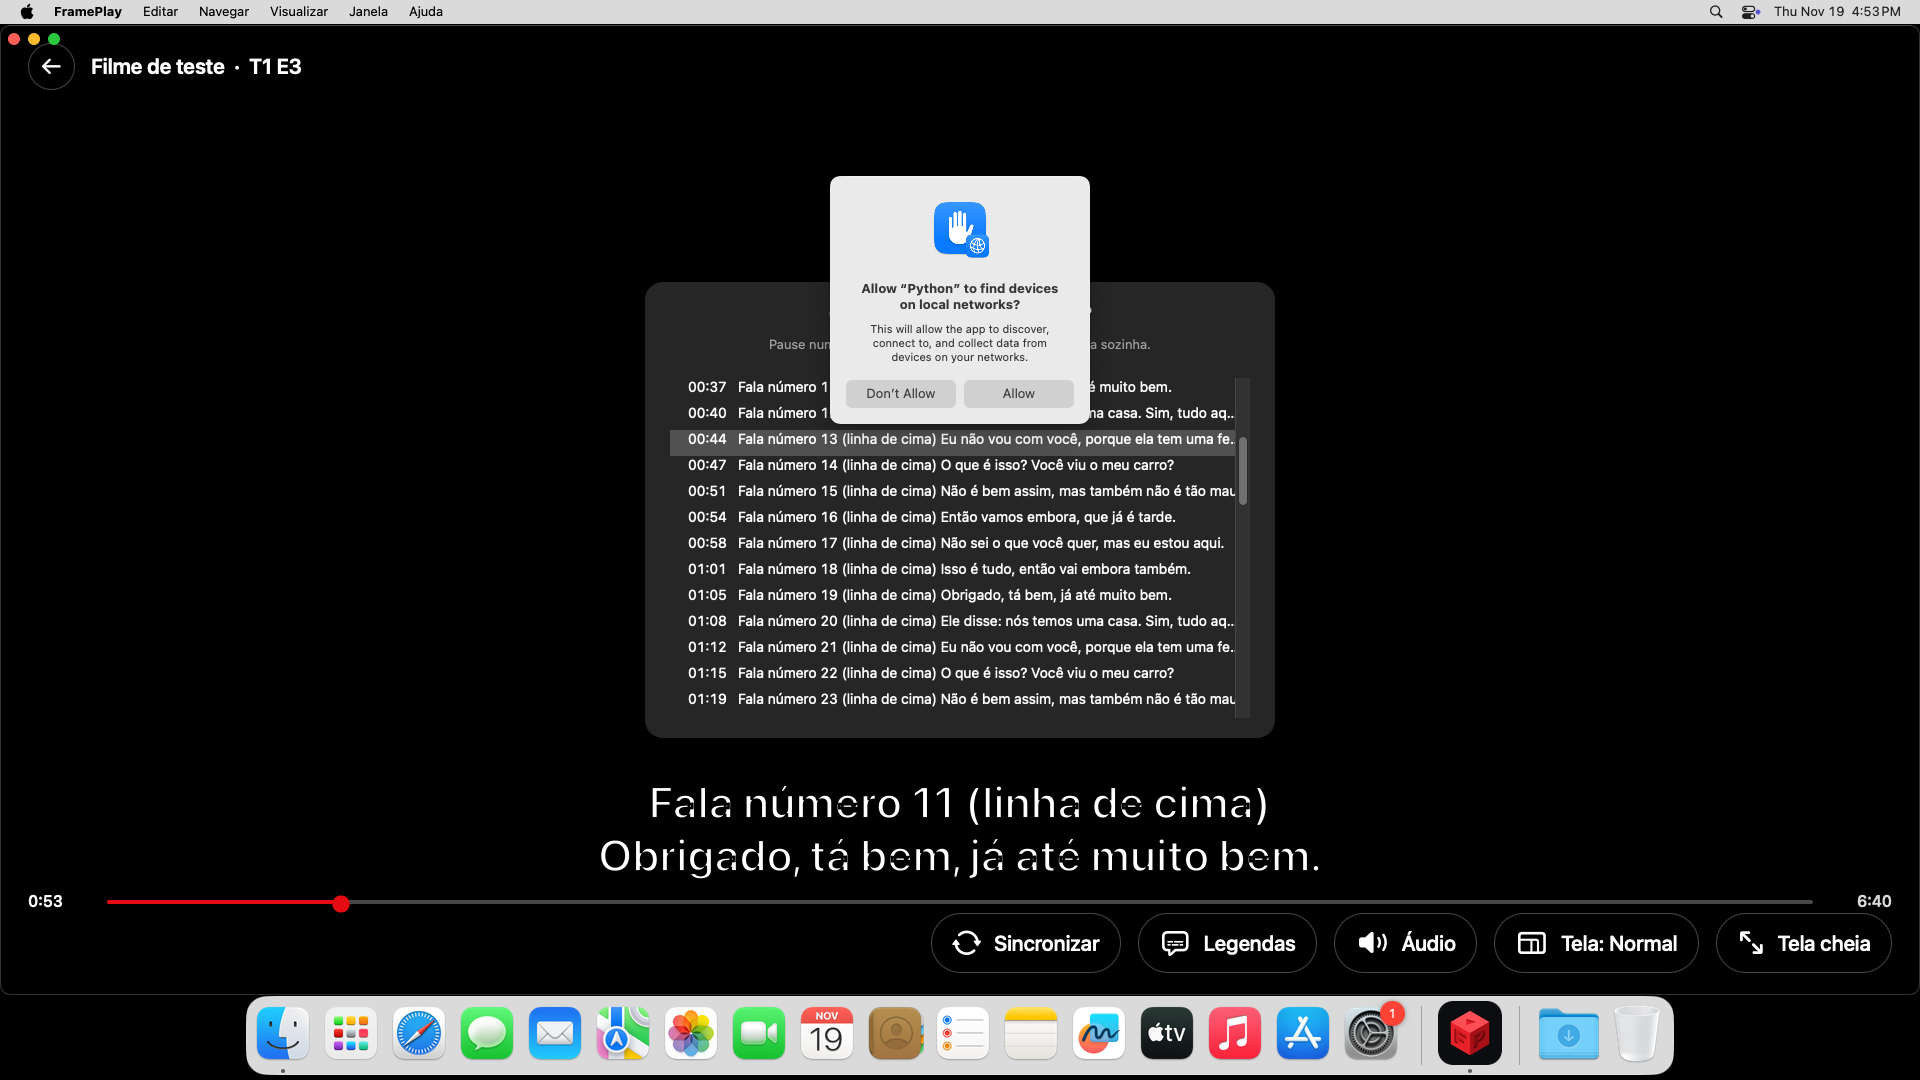 FramePlay Editar Navegar Visualizar Janela Ajuda Thu Nov 19 4:53 PM
Filme de teste · T1 E3
Allow “Python” to find devices
on local networks?
This will allow the app to discover,
connect to, and collect data from
devices on your networks.
Don’t Allow Allow
Pause a sozinha.
00:37 Fala número é muito bem.
00:40 Fala número casa. Sim, tudo aq...
00:44 Fala número 13 (linha de cima) Eu não vou com você, porque ela tem uma fe..
00:47 Fala número 14 (linha de cima) O que é isso? Você viu o meu carro?
00:51 Fala número 15 (linha de cima) Não é bem assim, mas também não é tão mau
00:54 Fala número 16 (linha de cima) Então vamos embora, que já é tarde.
00:58 Fala número 17 (linha de cima) Não sei o que você quer, mas eu estou aqui.
01:01 Fala número 18 (linha de cima) Isso é tudo, então vai embora também.
01:05 Fala número 19 (linha de cima) Obrigado, tá bem, já até muito bem.
01:08 Fala número 20 (linha de cima) Ele disse: nós temos uma casa. Sim, tudo aq...
01:12 Fala número 21 (linha de cima) Eu não vou com você, porque ela tem uma fe..
01:15 Fala número 22 (linha de cima) O que é isso? Você viu o meu carro?
01:19 Fala número 23 (linha de cima) Não é bem assim, mas também não é tão mau
Fala número 11 (linha de cima)
Obrigado, tá bem, já até muito bem.
0:53 6:40
Sincronizar Legendas Áudio Tela: Normal Tela cheia
NOV
19
tv
1